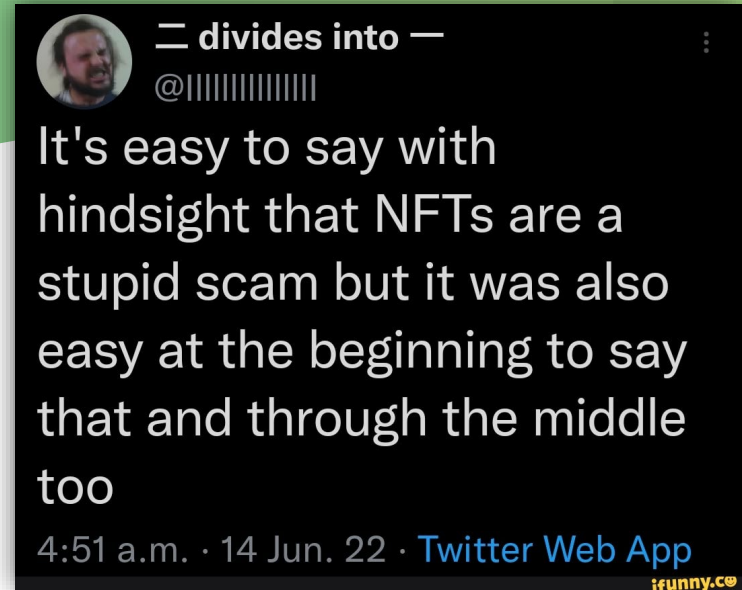 二 divides into 一
@llllllllllllllll
It's easy to say with
hindsight that NFTs are a
stupid scam but it was also
easy at the beginning to say
that and through the middle
too
4:51 a.m. · 14 Jun. 22 · Twitter Web App
ifunny.co